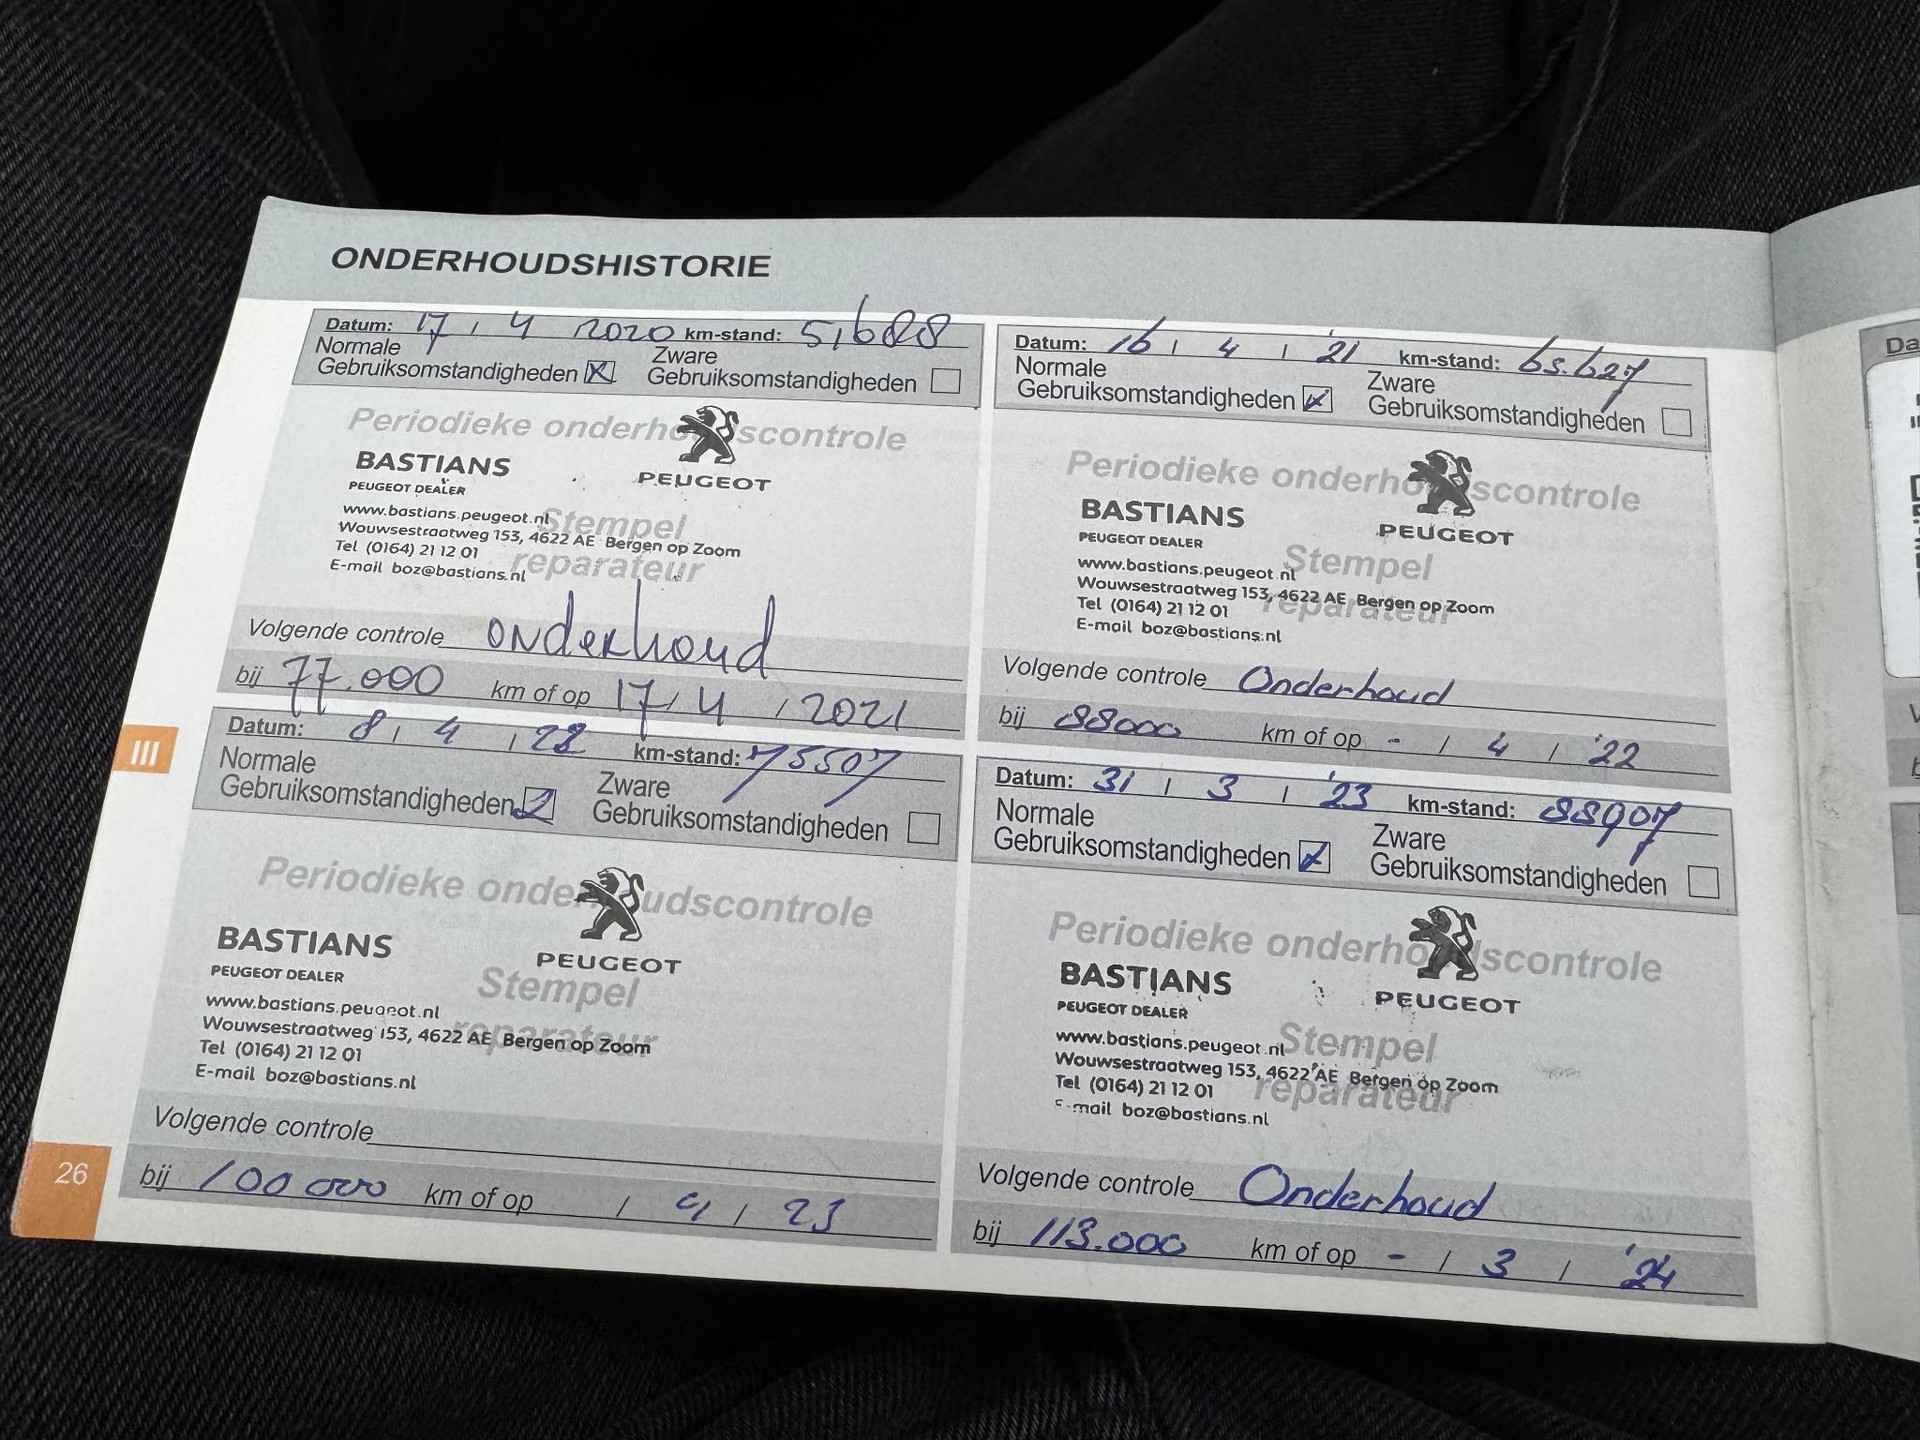 ONDERHOUDSHISTORIE
Datum: 17 / 4 / 2020 km-stand: 51688
Normale
Gebruiksomstandigheden
Zware
Gebruiksomstandigheden
Periodieke onderhoudscontrole
BASTIANS
PEUGEOT DEALER
PEUGEOT
www.bastians.peugeot.nl
Stempel
Wouwsestraatweg 153, 4622 AE Bergen op Zoom
Tel (0164) 21 12 01
reparateur
E-mail boz@bastians.nl
Volgende controle onderhoud
bij 77.000 km of op 17 / 4 / 2021
Datum: 16 / 4 / '21 km-stand: 65.627
Normale
Gebruiksomstandigheden
Zware
Gebruiksomstandigheden
Periodieke onderhoudscontrole
BASTIANS
PEUGEOT DEALER
PEUGEOT
www.bastians.peugeot.nl
Stempel
Wouwsestraatweg 153, 4622 AE Bergen op Zoom
Tel (0164) 21 12 01
reparateur
E-mail boz@bastians.nl
Volgende controle Onderhoud
bij 88000 km of op - / 4 / '22
III
Datum: 8 / 4 / 22 km-stand: 75507
Normale
Gebruiksomstandigheden
Zware
Gebruiksomstandigheden
Periodieke onderhoudscontrole
BASTIANS
PEUGEOT DEALER
PEUGEOT
Stempel
www.bastians.peugeot.nl
Wouwsestraatweg 153, 4622 AE Bergen op Zoom
reparateur
Tel (0164) 21 12 01
E-mail boz@bastians.nl
Volgende controle
bij 100 000 km of op / 4 / 23
Datum: 31 / 3 / '23 km-stand: 88907
Normale
Gebruiksomstandigheden
Zware
Gebruiksomstandigheden
Periodieke onderhoudscontrole
BASTIANS
PEUGEOT DEALER
PEUGEOT
www.bastians.peugeot.nl
Stempel
Wouwsestraatweg 153, 4622 AE Bergen op Zoom
Tel (0164) 21 12 01
reparateur
E-mail boz@bastians.nl
Volgende controle Onderhoud
bij 113.000 km of op - / 3 / '24
26
Da